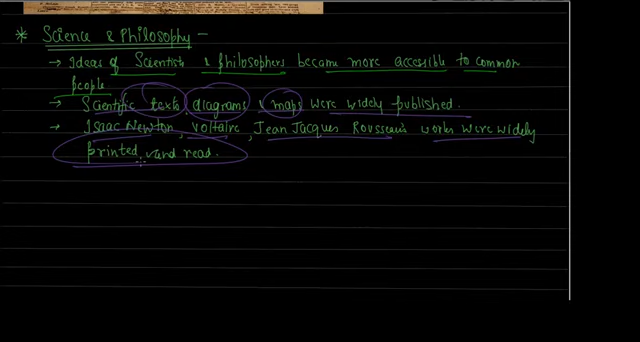 * Science & Philosophy -
→ Ideas of Scientists & Philosophers became more accesible to common
People
→ Scientific texts, diagrams & maps were widely published.
→ Isaac Newton, Voltaire, Jean Jacques Rousseau's works were widely
printed and read.